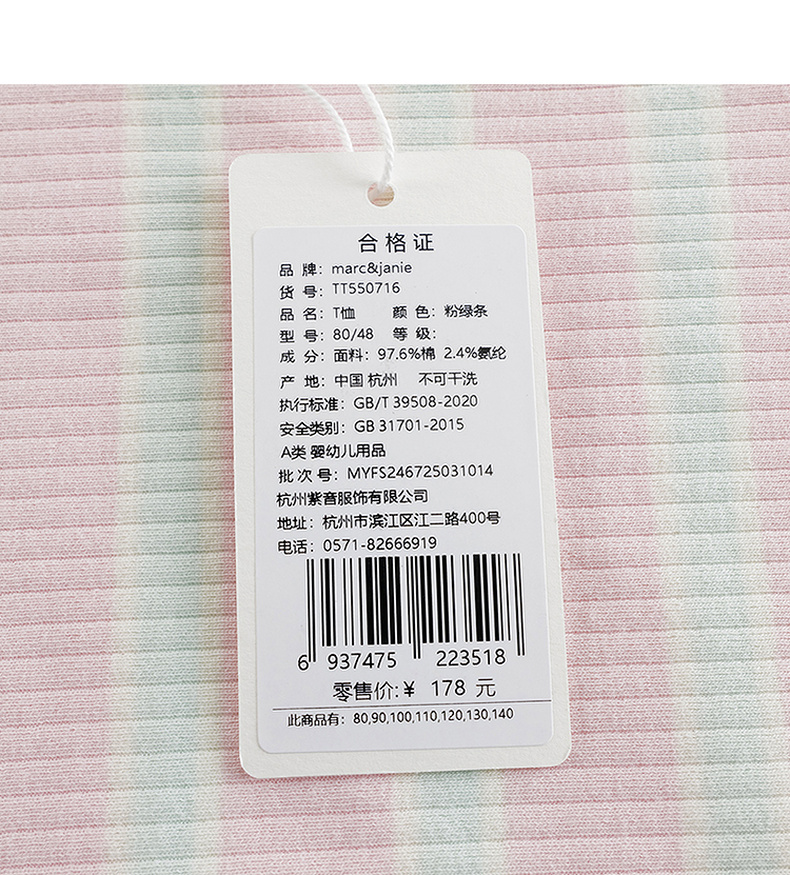 合格证
品 牌：marc&janie
货 号：TT550716
品 名：T恤 颜 色：粉绿条
型 号：80/48 等 级：
成 分：面料：97.6%棉 2.4%氨纶
产 地：中国 杭州 不可干洗
执行标准：GB/T 39508-2020
安全类别：GB 31701-2015
A类 婴幼儿用品
批 次 号：MYFS246725031014
杭州紫音服饰有限公司
地址：杭州市滨江区江二路400号
电话：0571-82666919
6 937475 223518
零售价:￥ 178 元
此商品有：80,90,100,110,120,130,140